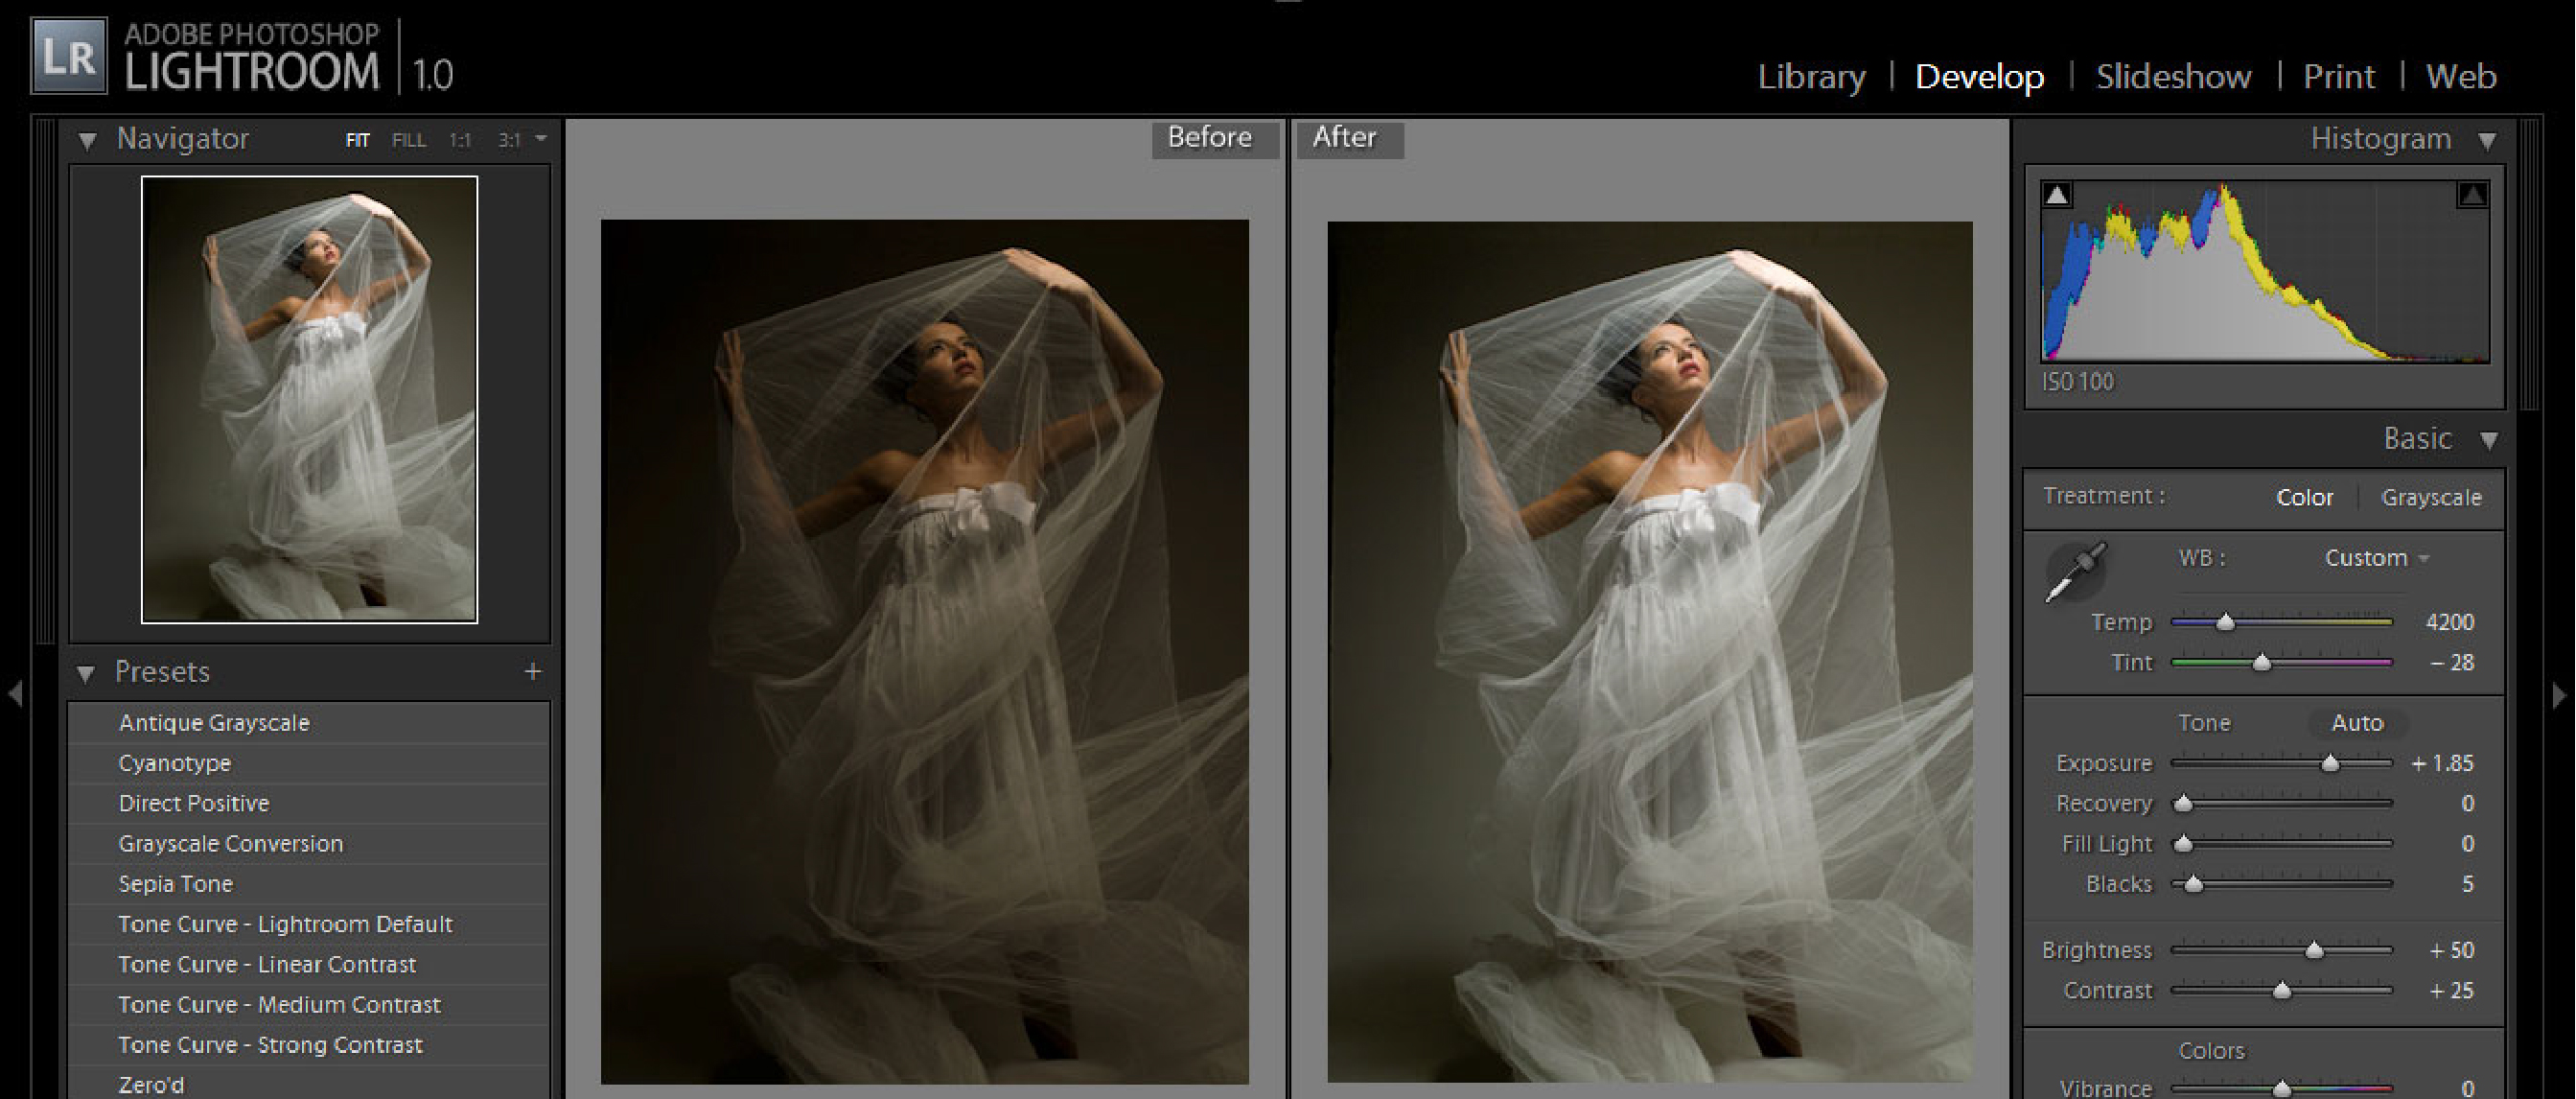 LR ADOBE PHOTOSHOP
LIGHTROOM 1.0
Library | Develop | Slideshow | Print | Web
Navigator FIT FILL 1:1 3:1
Before
After
Histogram
ISO 100
Basic
Treatment : Color Grayscale
WB : Custom
Temp 4200
Tint – 28
Tone Auto
Exposure + 1.85
Recovery 0
Fill Light 0
Blacks 5
Brightness + 50
Contrast + 25
Colors
Vibrance 0
Presets +
Antique Grayscale
Cyanotype
Direct Positive
Grayscale Conversion
Sepia Tone
Tone Curve - Lightroom Default
Tone Curve - Linear Contrast
Tone Curve - Medium Contrast
Tone Curve - Strong Contrast
Zero'd